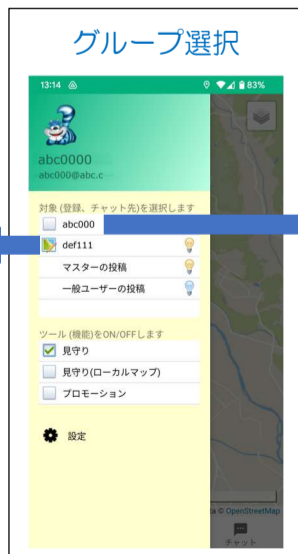 グループ選択
13:14 83%
abc0000
abc000@abc.c
対象 (登録、チャット先)を選択します
abc000
def111
マスターの投稿
一般ユーザーの投稿
ツール (機能)をON/OFFします
見守り
見守り(ローカルマップ)
プロモーション
設定
ta © OpenStreetMap
チャット